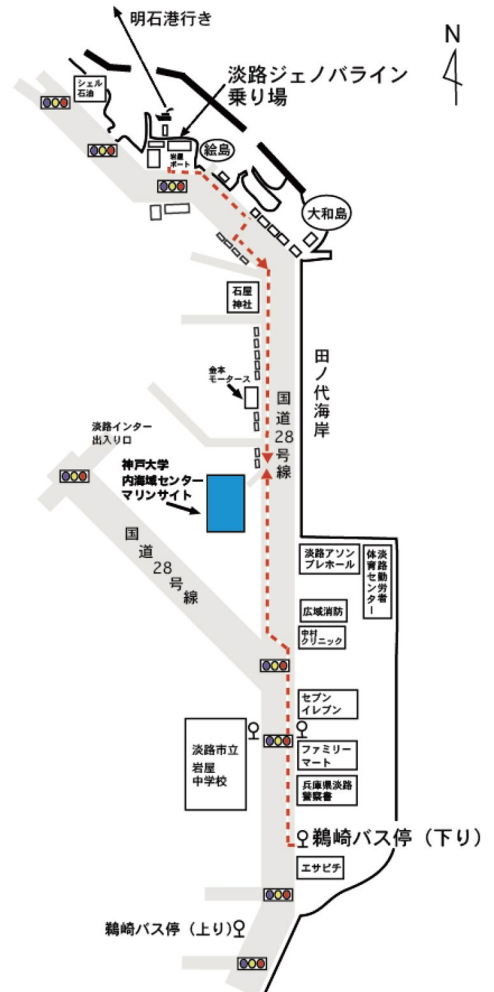 明石港行き
N
シェル
石油
淡路ジェノバライン
乗り場
岩屋
ポート
絵島
大和島
石屋
神社
田ノ代海岸
金本
モータース
国道28号線
淡路インター
出入り口
神戸大学
内海域センター
マリンサイト
国道28号線
淡路アソン
プレホール
淡路勤労者
体育センター
広域消防
中村
クリニック
セブン
イレブン
淡路市立
岩屋
中学校
ファミリー
マート
兵庫県淡路
警察署
鵜崎バス停（下り）
エサピチ
鵜崎バス停（上り）